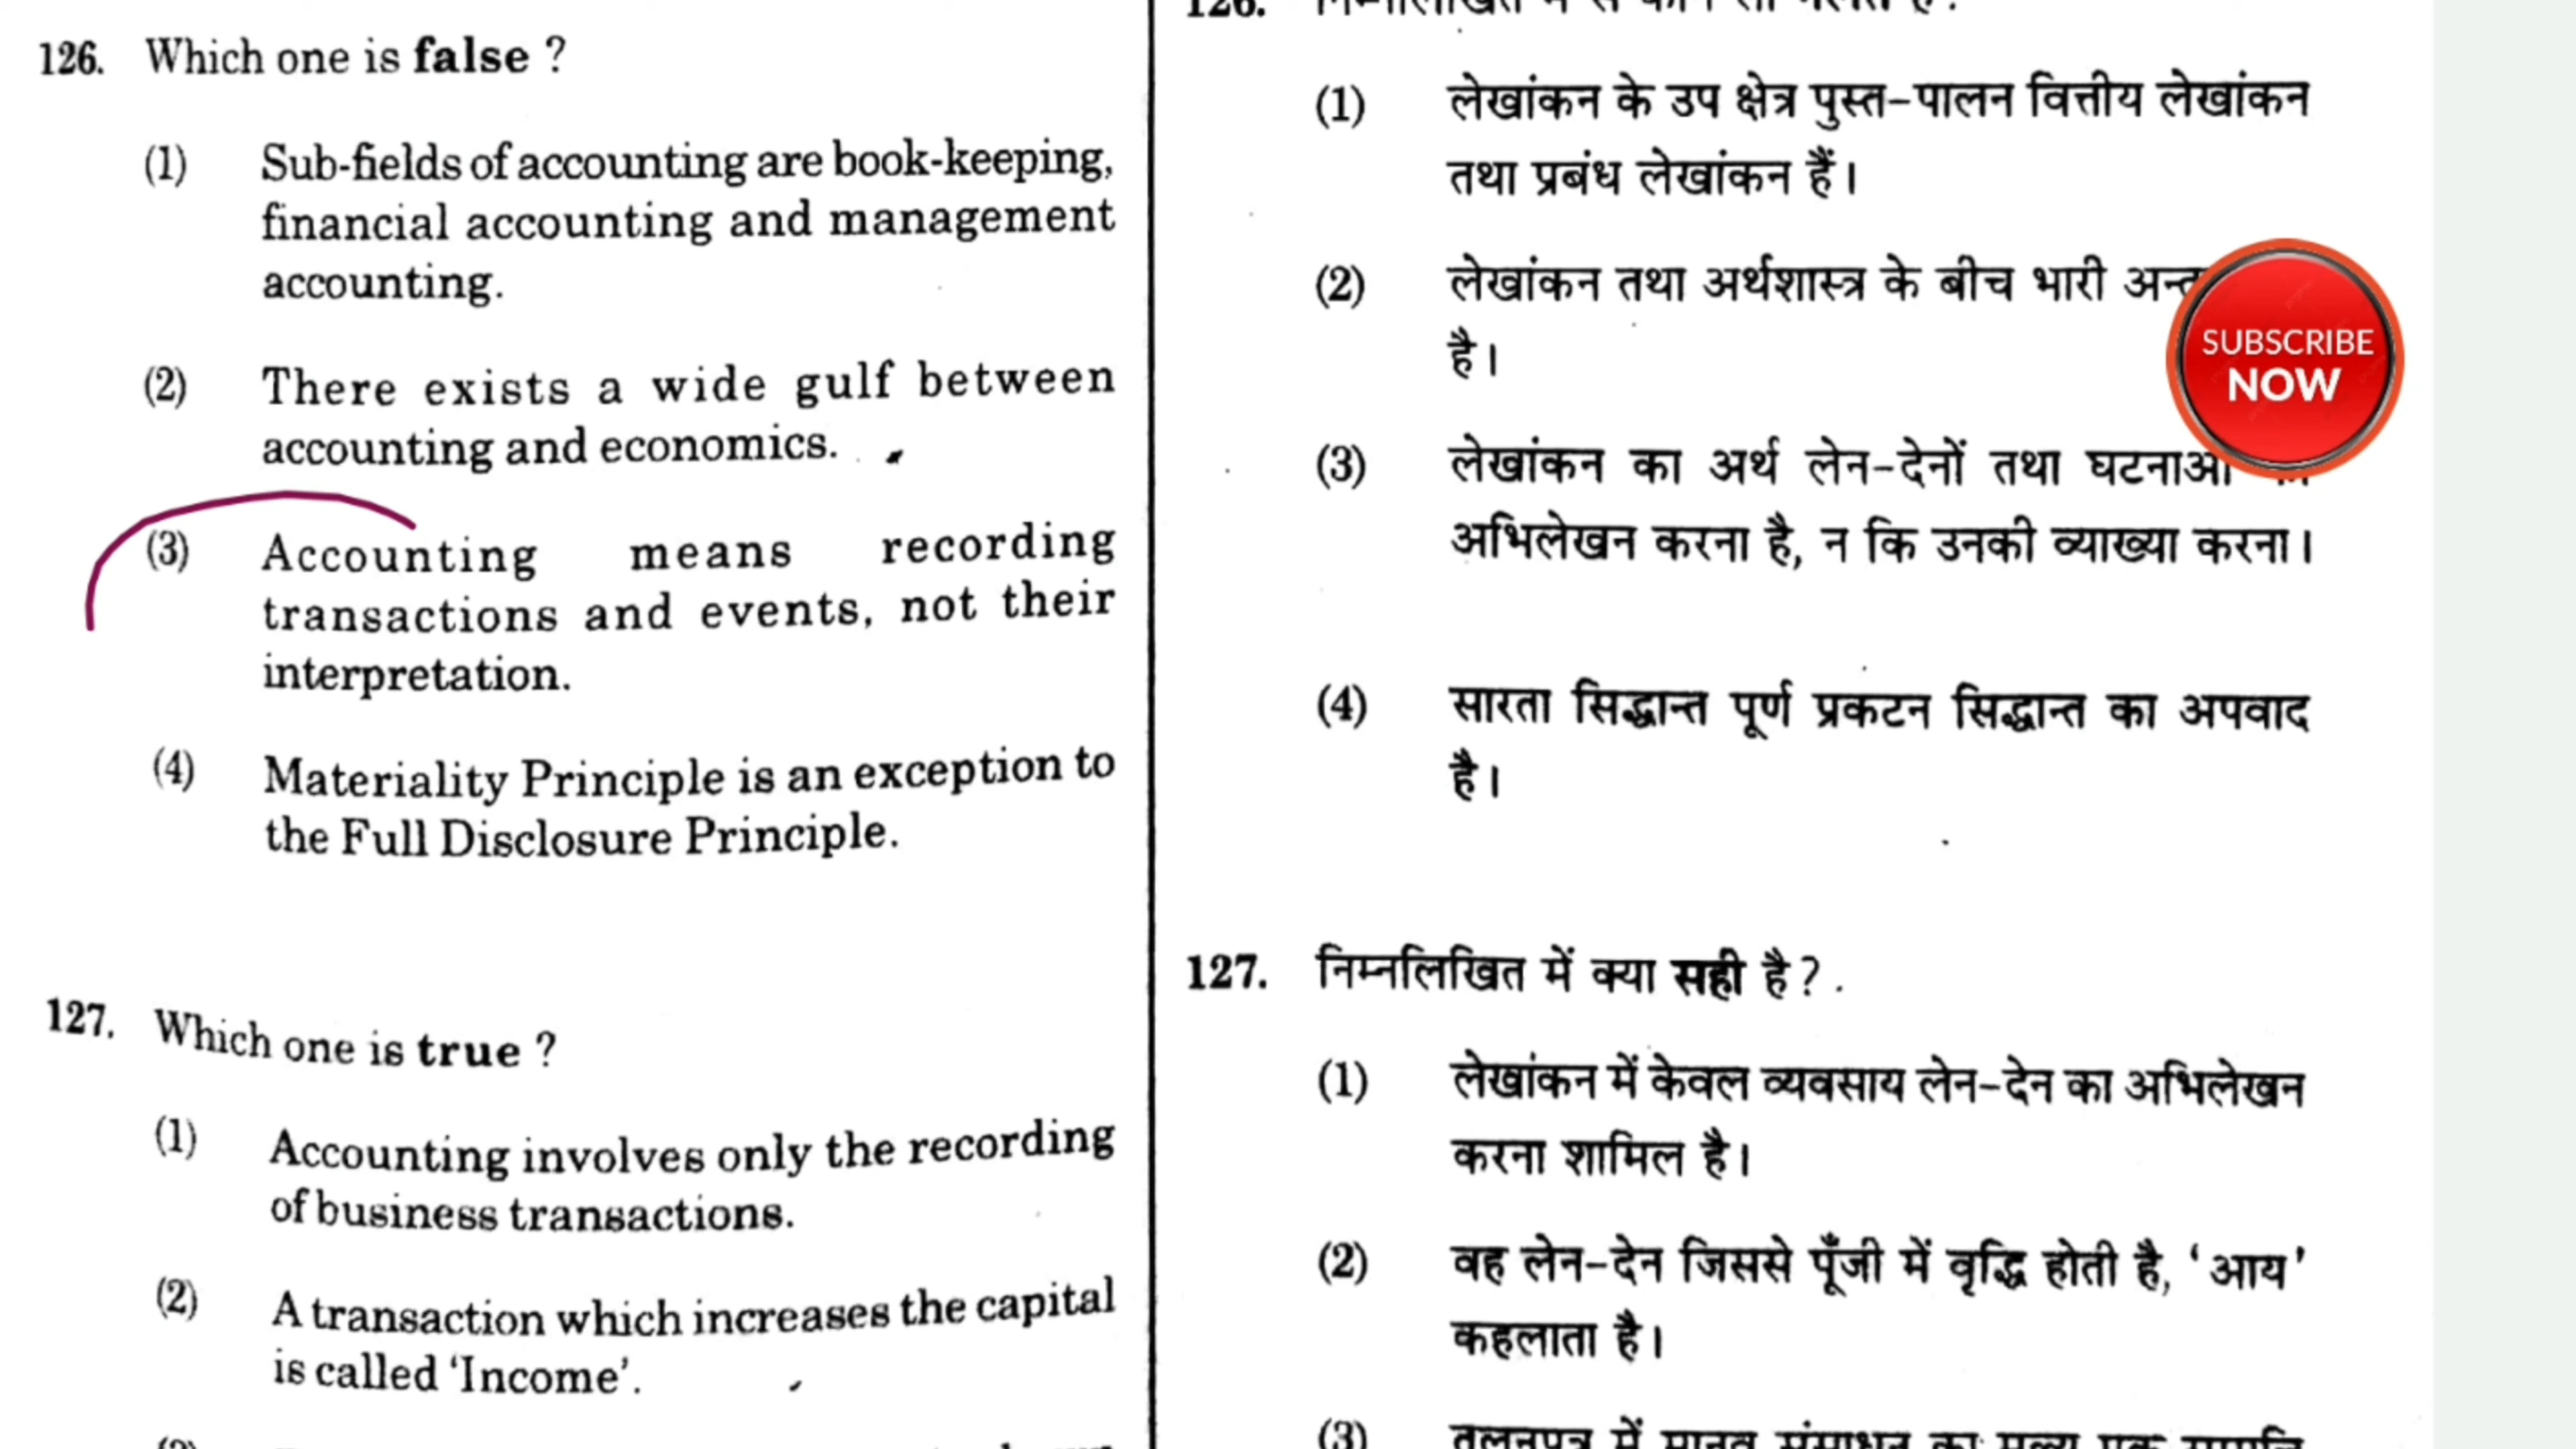 126. Which one is false ?
(1) Sub-fields of accounting are book-keeping,
financial accounting and management
accounting.
(2) There exists a wide gulf between
accounting and economics.
(3) Accounting means recording
transactions and events, not their
interpretation.
(4) Materiality Principle is an exception to
the Full Disclosure Principle.
127. Which one is true ?
(1) Accounting involves only the recording
of business transactions.
(2) A transaction which increases the capital
is called ‘Income’.
126.
(1) लेखांकन के उप क्षेत्र पुस्त-पालन वित्तीय लेखांकन
तथा प्रबंध लेखांकन हैं।
(2) लेखांकन तथा अर्थशास्त्र के बीच भारी
है।
(3) लेखांकन का अर्थ लेन-देनों तथा घटनाओं
अभिलेखन करना है, न कि उनकी व्याख्या करना।
(4) सारता सिद्धान्त पूर्ण प्रकटन सिद्धान्त का अपवाद
है।
127. निम्नलिखित में क्या सही है ?
(1) लेखांकन में केवल व्यवसाय लेन-देन का अभिलेखन
करना शामिल है।
(2) वह लेन-देन जिससे पूँजी में वृद्धि होती है, ‘आय’
कहलाता है।
(3)
SUBSCRIBE
NOW